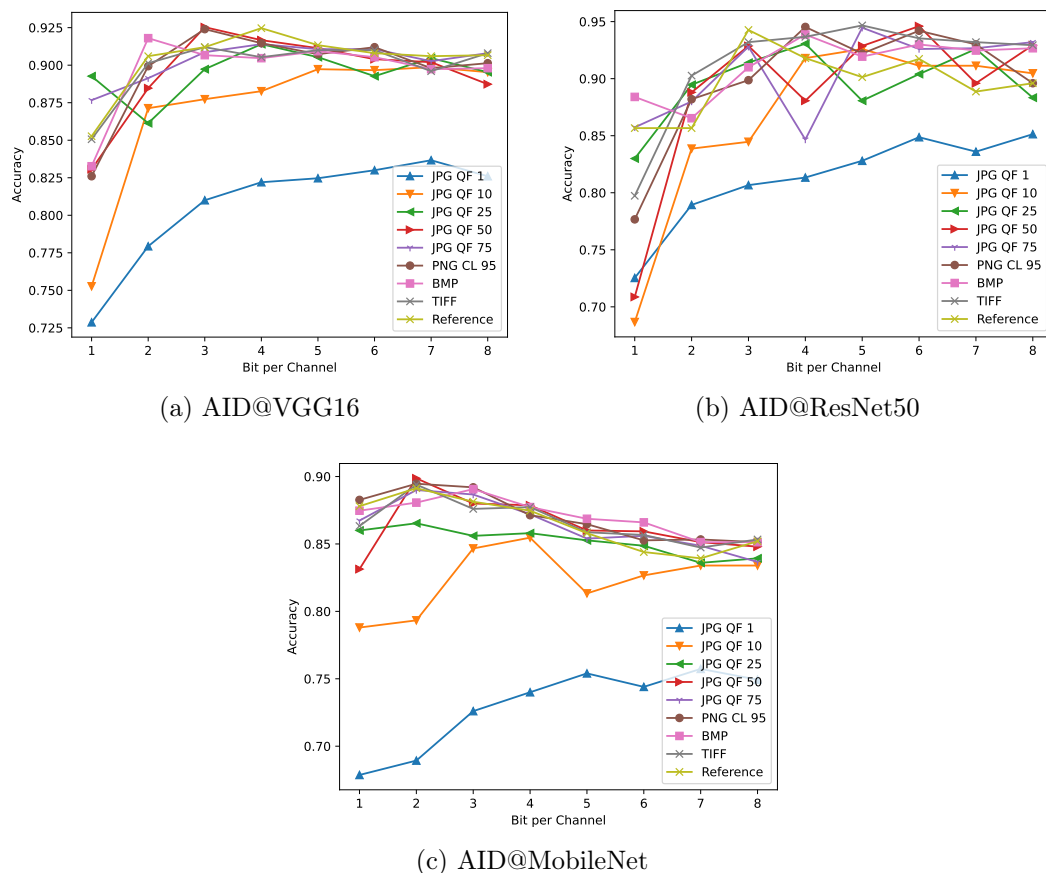 0.925
0.900
0.875
0.850
0.825
0.800
0.775
0.750
0.725
Accuracy
1 2 3 4 5 6 7 8
Bit per Channel
JPG QF 1
JPG QF 10
JPG QF 25
JPG QF 50
JPG QF 75
PNG CL 95
BMP
TIFF
Reference
(a) AID@VGG16
0.95
0.90
0.85
0.80
0.75
0.70
Accuracy
1 2 3 4 5 6 7 8
Bit per Channel
JPG QF 1
JPG QF 10
JPG QF 25
JPG QF 50
JPG QF 75
PNG CL 95
BMP
TIFF
Reference
(b) AID@ResNet50
0.90
0.85
0.80
0.75
0.70
Accuracy
1 2 3 4 5 6 7 8
Bit per Channel
JPG QF 1
JPG QF 10
JPG QF 25
JPG QF 50
JPG QF 75
PNG CL 95
BMP
TIFF
Reference
(c) AID@MobileNet